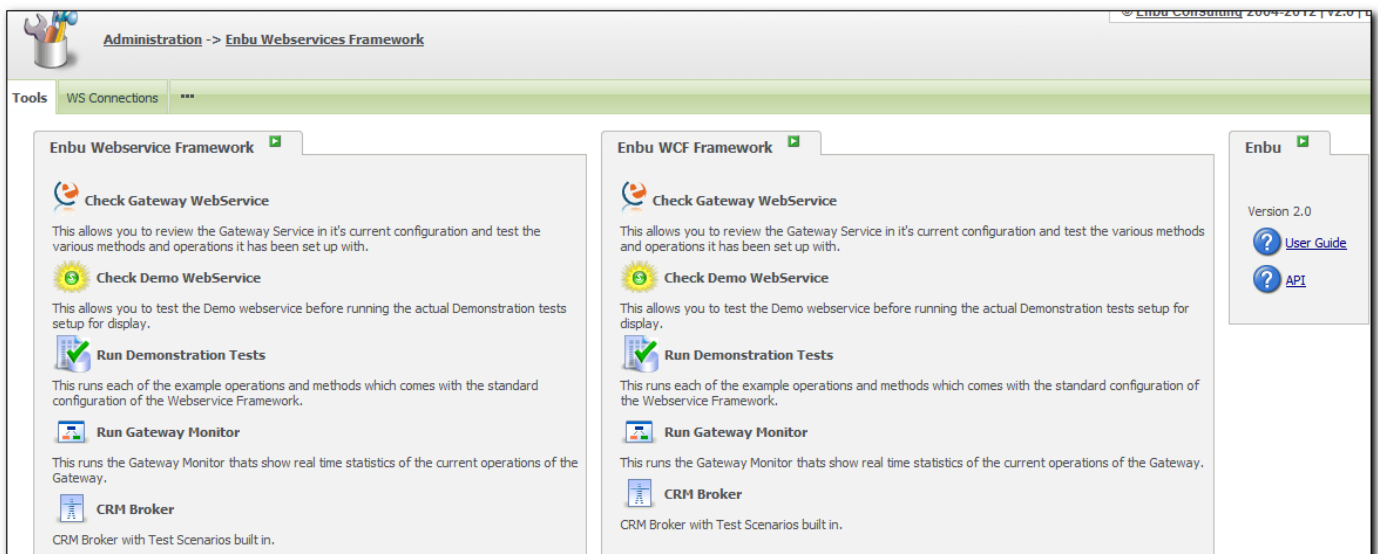 © Enbu Consulting 2004-2012 | v2.0 |
Administration -> Enbu Webservices Framework
Tools WS Connections ...
Enbu Webservice Framework
Check Gateway WebService
This allows you to review the Gateway Service in it's current configuration and test the
various methods and operations it has been set up with.
Check Demo WebService
This allows you to test the Demo webservice before running the actual Demonstration tests
setup for display.
Run Demonstration Tests
This runs each of the example operations and methods which comes with the standard
configuration of the Webservice Framework.
Run Gateway Monitor
This runs the Gateway Monitor thats show real time statistics of the current operations of the
Gateway.
CRM Broker
CRM Broker with Test Scenarios built in.
Enbu WCF Framework
Check Gateway WebService
This allows you to review the Gateway Service in it's current configuration and test the various methods
and operations it has been set up with.
Check Demo WebService
This allows you to test the Demo webservice before running the actual Demonstration tests setup for
display.
Run Demonstration Tests
This runs each of the example operations and methods which comes with the standard configuration of
the Webservice Framework.
Run Gateway Monitor
This runs the Gateway Monitor thats show real time statistics of the current operations of the Gateway.
CRM Broker
CRM Broker with Test Scenarios built in.
Enbu
Version 2.0
User Guide
API